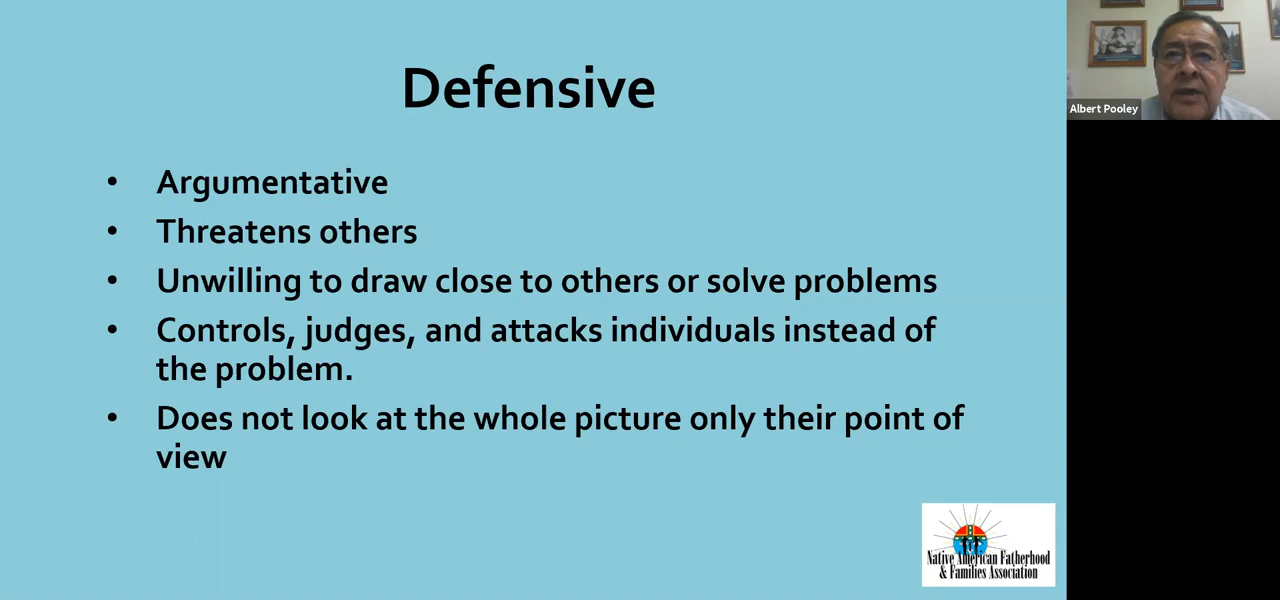 Defensive
• Argumentative
• Threatens others
• Unwilling to draw close to others or solve problems
• Controls, judges, and attacks individuals instead of
the problem.
• Does not look at the whole picture only their point of
view
Albert Pooley
Native American Fatherhood
& Families Association